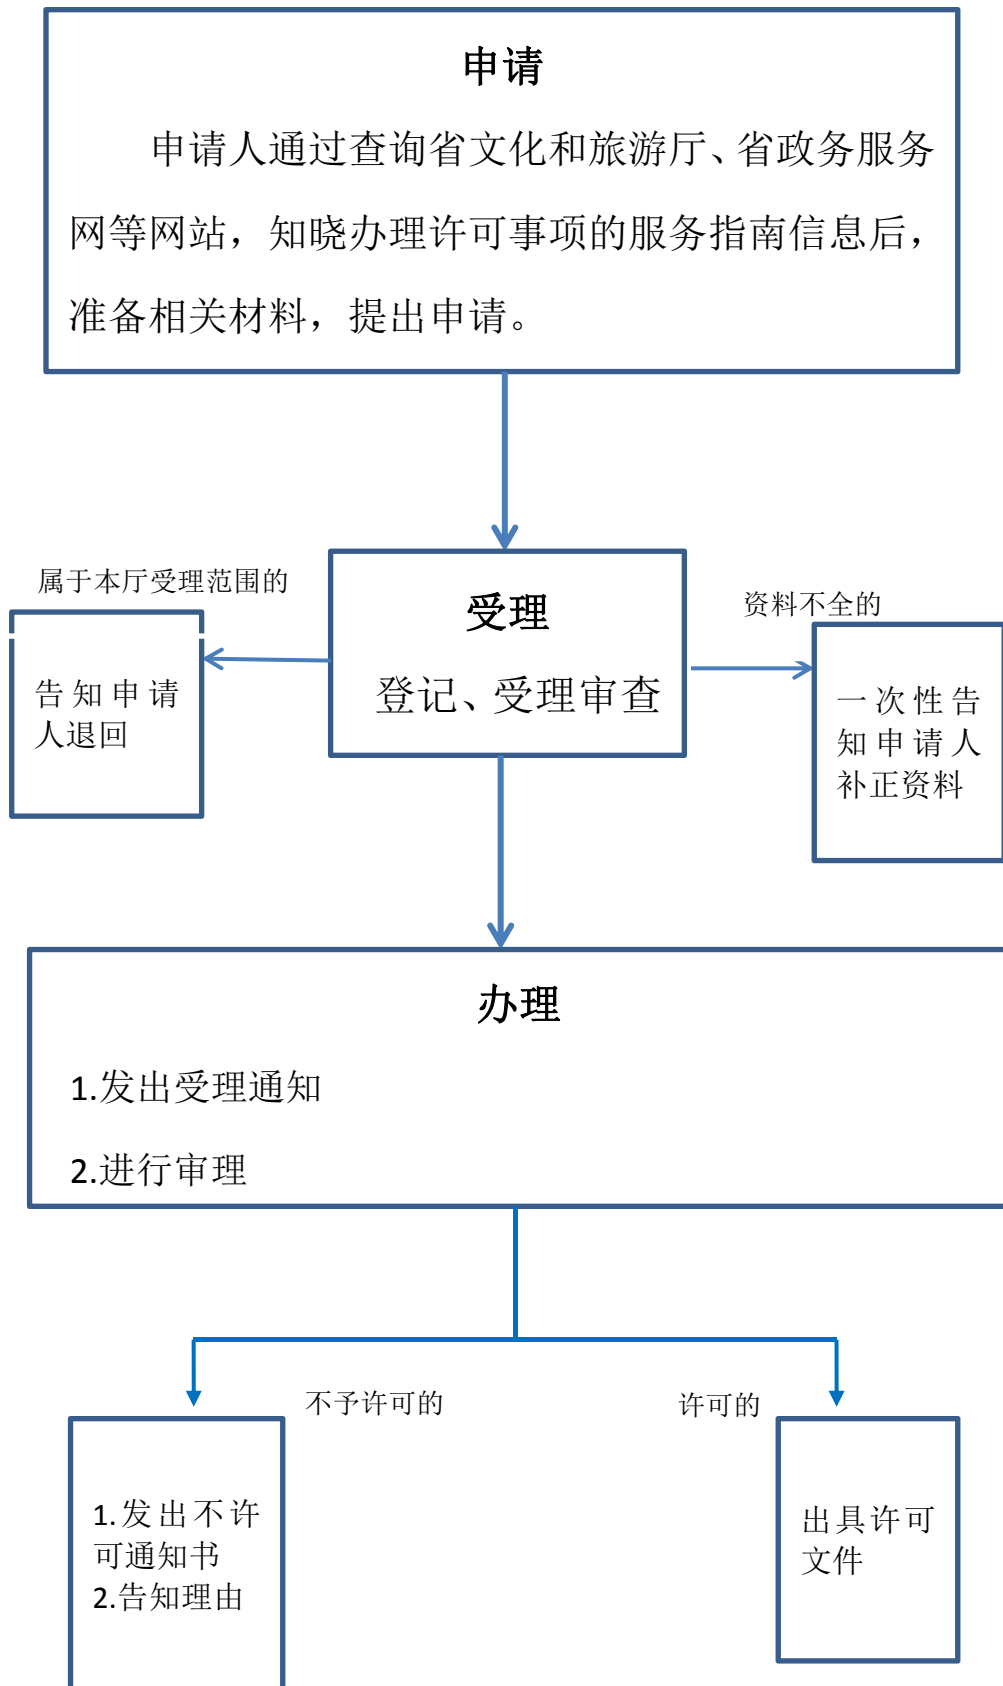 申请
申请人通过查询省文化和旅游厅、省政务服务
网等网站，知晓办理许可事项的服务指南信息后，
准备相关材料，提出申请。
属于本厅受理范围的
告知申请
人退回
受理
登记、受理审查
资料不全的
一次性告
知申请人
补正资料
办理
1.发出受理通知
2.进行审理
不予许可的
许可的
1.发出不许
可通知书
2.告知理由
出具许可
文件